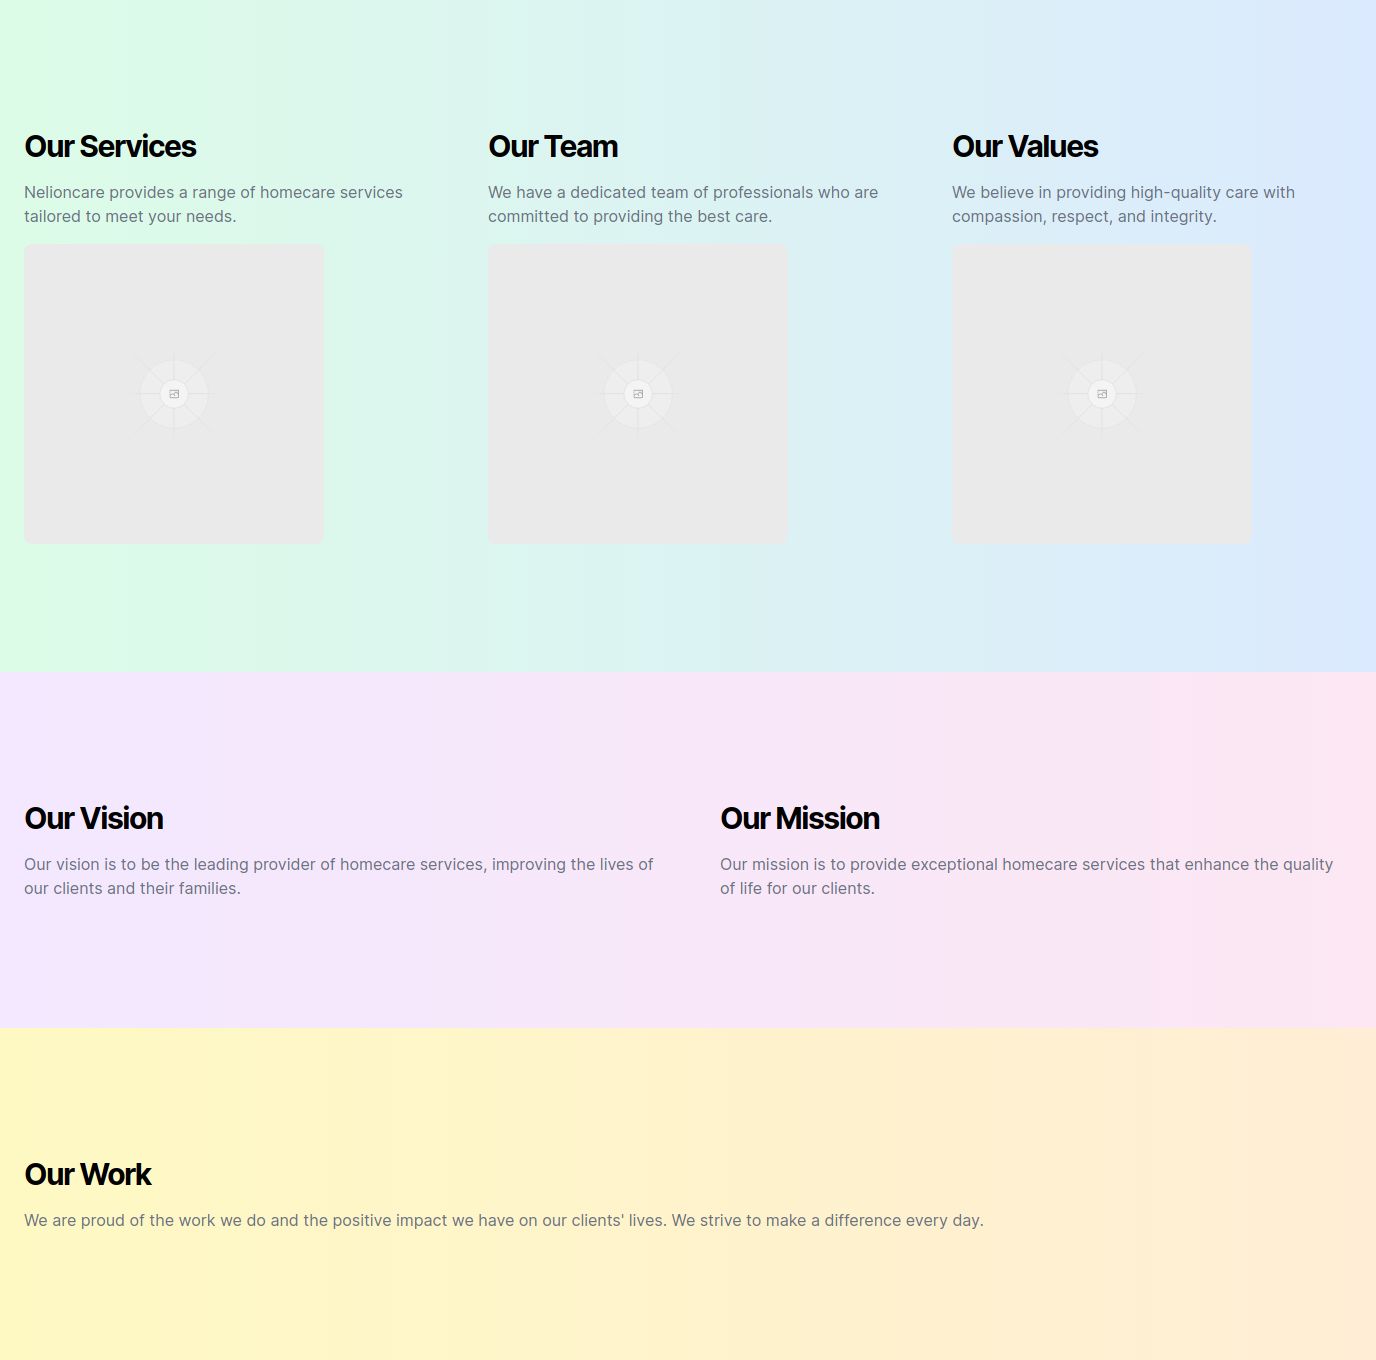 Our Services
Nelioncare provides a range of homecare services
tailored to meet your needs.
Our Team
We have a dedicated team of professionals who are
committed to providing the best care.
Our Values
We believe in providing high-quality care with
compassion, respect, and integrity.
Our Vision
Our vision is to be the leading provider of homecare services, improving the lives of
our clients and their families.
Our Mission
Our mission is to provide exceptional homecare services that enhance the quality
of life for our clients.
Our Work
We are proud of the work we do and the positive impact we have on our clients' lives. We strive to make a difference every day.